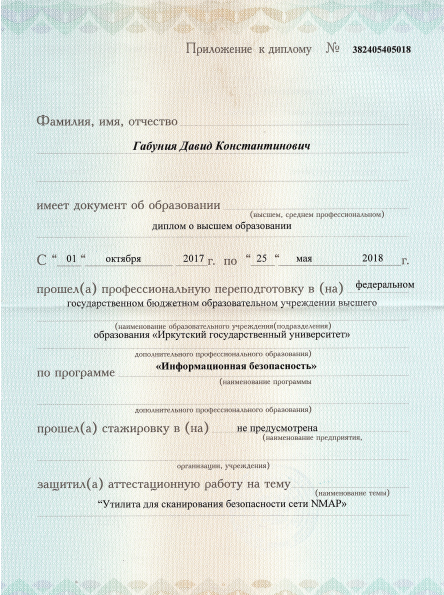 Приложение к диплому № 382405405018
Фамилия, имя, отчество
Габуния Давид Константинович
имеет документ об образовании
(высшем, среднем профессиональном)
диплом о высшем образовании
С “ 01 “ октября 2017 г. по “ 25 “ мая 2018 г.
прошел(а) профессиональную переподготовку в (на) федеральном
государственном бюджетном образовательном учреждении высшего
(наименование образовательного учреждения(подразделения)
образования «Иркутский государственный университет»
дополнительного профессионального образования)
по программе «Информационная безопасность»
(наименование программы
дополнительного профессионального образования)
прошел(а) стажировку в (на) не предусмотрена
(наименование предприятия,
организации, учреждения)
защитил(а) аттестационную работу на тему
(наименование темы)
“Утилита для сканирования безопасности сети NMAP»